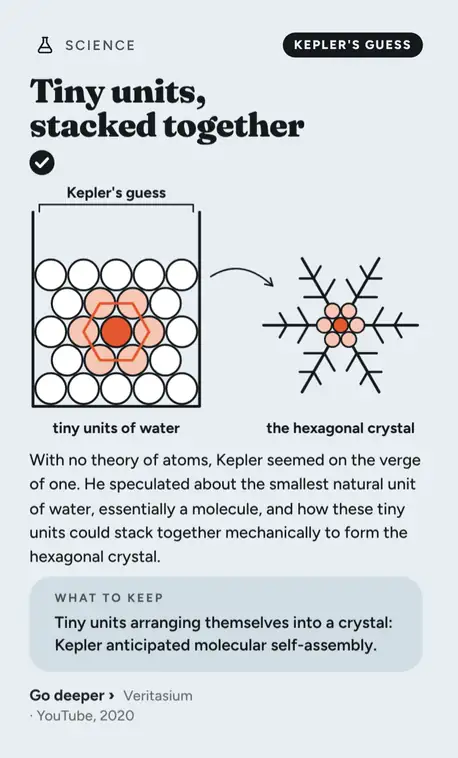 SCIENCE
KEPLER'S GUESS
Tiny units,
stacked together
Kepler's guess
tiny units of water
the hexagonal crystal
With no theory of atoms, Kepler seemed on the verge
of one. He speculated about the smallest natural unit
of water, essentially a molecule, and how these tiny
units could stack together mechanically to form the
hexagonal crystal.
WHAT TO KEEP
Tiny units arranging themselves into a crystal:
Kepler anticipated molecular self-assembly.
Go deeper › Veritasium
· YouTube, 2020